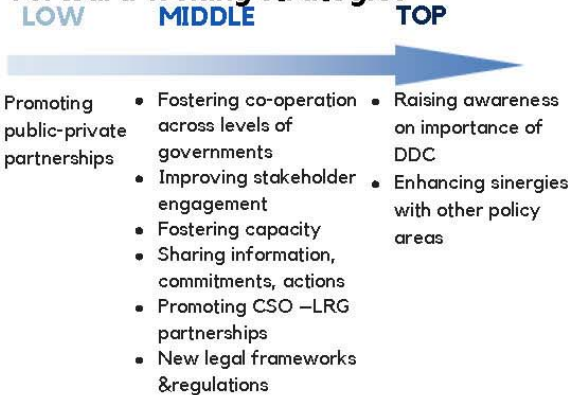 LOW
MIDDLE
TOP
Promoting
public-private
partnerships
• Fostering co-operation
across levels of
governments
• Improving stakeholder
engagement
• Fostering capacity
• Sharing information,
commitments, actions
• Promoting CSO –LRG
partnerships
• New legal frameworks
&regulations
• Raising awareness
on importance of
DDC
• Enhancing sinergies
with other policy
areas